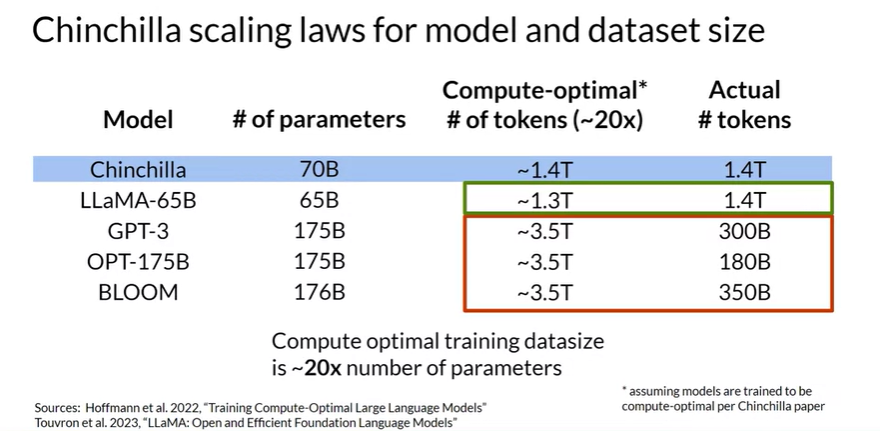 Chinchilla scaling laws for model and dataset size
Compute-optimal* Actual
Model # of parameters # of tokens (~20x) # tokens
Chinchilla 70B ~1.4T 1.4T
LLaMA-65B 65B ~1.3T 1.4T
GPT-3 175B ~3.5T 300B
OPT-175B 175B ~3.5T 180B
BLOOM 176B ~3.5T 350B
Compute optimal training datasize
is ~20x number of parameters
* assuming models are trained to be
compute-optimal per Chinchilla paper
Sources: Hoffmann et al. 2022, "Training Compute-Optimal Large Language Models"
Touvron et al. 2023, "LLaMA: Open and Efficient Foundation Language Models"